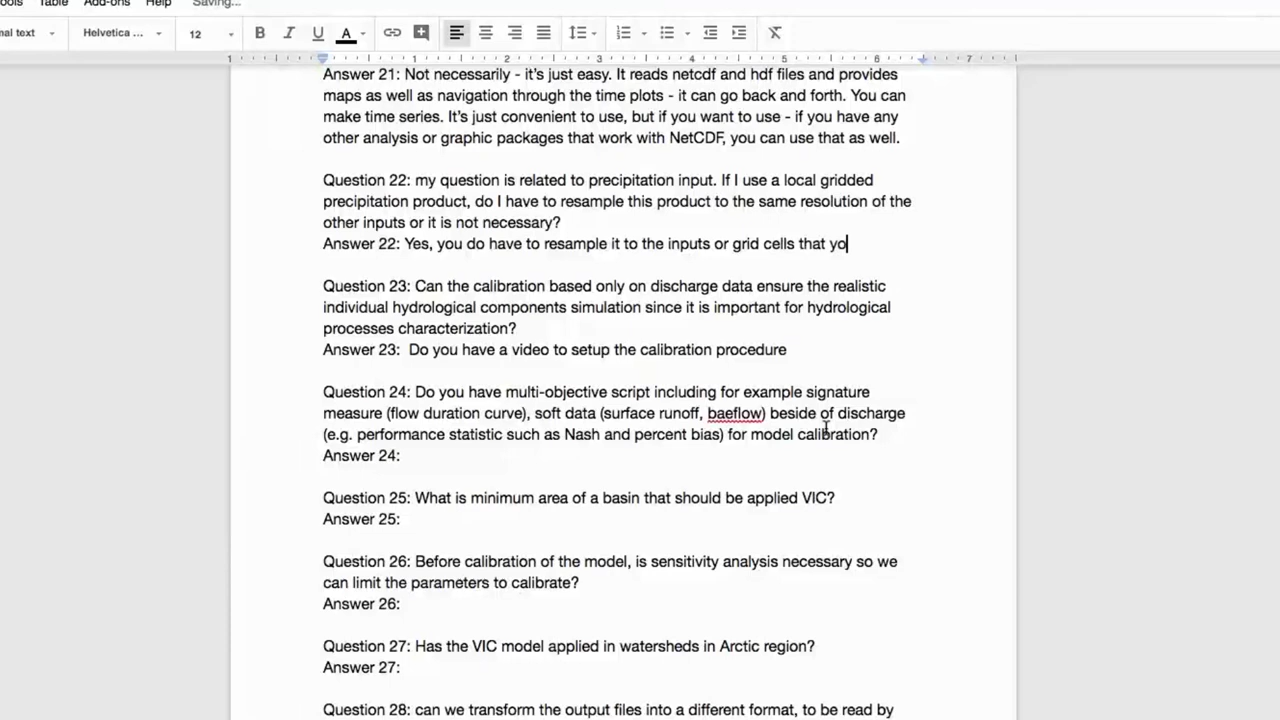 Table Add-ons Help Saving...
Helvetica ... 12 B I U A
1 1 2 3 4 5 6 7
Answer 21: Not necessarily - it's just easy. It reads netcdf and hdf files and provides
maps as well as navigation through the time plots - it can go back and forth. You can
make time series. It's just convenient to use, but if you want to use - if you have any
other analysis or graphic packages that work with NetCDF, you can use that as well.
Question 22: my question is related to precipitation input. If I use a local gridded
precipitation product, do I have to resample this product to the same resolution of the
other inputs or it is not necessary?
Answer 22: Yes, you do have to resample it to the inputs or grid cells that yo
Question 23: Can the calibration based only on discharge data ensure the realistic
individual hydrological components simulation since it is important for hydrological
processes characterization?
Answer 23: Do you have a video to setup the calibration procedure
Question 24: Do you have multi-objective script including for example signature
measure (flow duration curve), soft data (surface runoff, baeflow) beside of discharge
(e.g. performance statistic such as Nash and percent bias) for model calibration?
Answer 24:
Question 25: What is minimum area of a basin that should be applied VIC?
Answer 25:
Question 26: Before calibration of the model, is sensitivity analysis necessary so we
can limit the parameters to calibrate?
Answer 26:
Question 27: Has the VIC model applied in watersheds in Arctic region?
Answer 27:
Question 28: can we transform the output files into a different format, to be read by